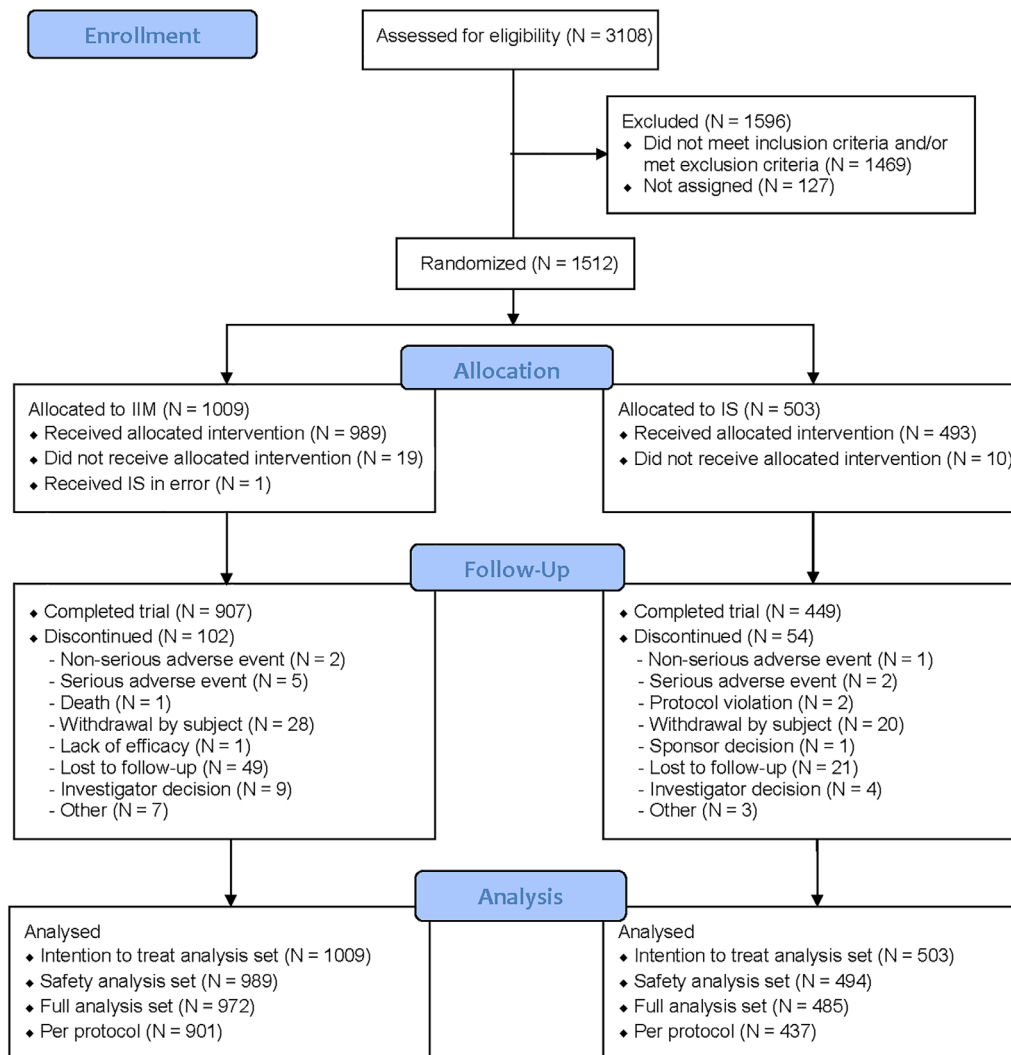 Enrollment
Assessed for eligibility (N = 3108)
Excluded (N = 1596)
◆ Did not meet inclusion criteria and/or
met exclusion criteria (N = 1469)
◆ Not assigned (N = 127)
Randomized (N = 1512)
Allocation
Allocated to IIM (N = 1009)
◆ Received allocated intervention (N = 989)
◆ Did not receive allocated intervention (N = 19)
◆ Received IS in error (N = 1)
Allocated to IS (N = 503)
◆ Received allocated intervention (N = 493)
◆ Did not receive allocated intervention (N = 10)
Follow-Up
◆ Completed trial (N = 907)
◆ Discontinued (N = 102)
- Non-serious adverse event (N = 2)
- Serious adverse event (N = 5)
- Death (N = 1)
- Withdrawal by subject (N = 28)
- Lack of efficacy (N = 1)
- Lost to follow-up (N = 49)
- Investigator decision (N = 9)
- Other (N = 7)
◆ Completed trial (N = 449)
◆ Discontinued (N = 54)
- Non-serious adverse event (N = 1)
- Serious adverse event (N = 2)
- Protocol violation (N = 2)
- Withdrawal by subject (N = 20)
- Sponsor decision (N = 1)
- Lost to follow-up (N = 21)
- Investigator decision (N = 4)
- Other (N = 3)
Analysis
Analysed
◆ Intention to treat analysis set (N = 1009)
◆ Safety analysis set (N = 989)
◆ Full analysis set (N = 972)
◆ Per protocol (N = 901)
Analysed
◆ Intention to treat analysis set (N = 503)
◆ Safety analysis set (N = 494)
◆ Full analysis set (N = 485)
◆ Per protocol (N = 437)